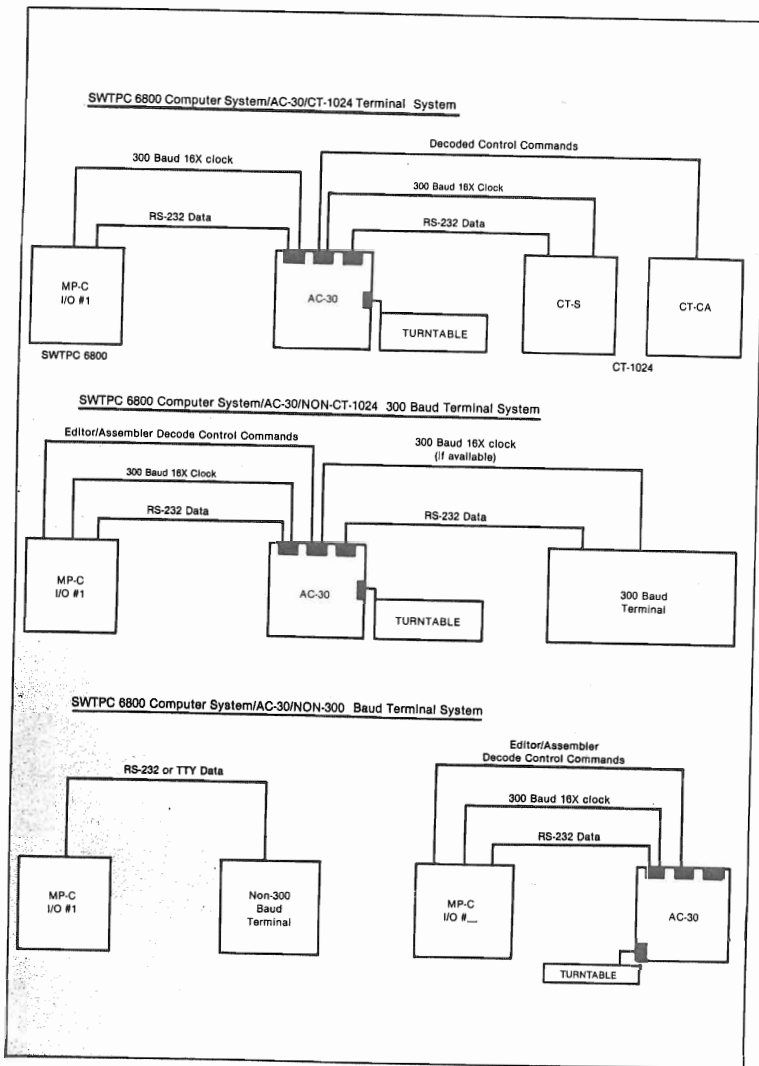 SWTPC 6800 Computer System/AC-30/CT-1024 Terminal System
Decoded Control Commands
300 Baud 16X clock
300 Baud 16X Clock
RS-232 Data
RS-232 Data
MP-C
I/O #1
AC-30
CT-S
CT-CA
TURNTABLE
SWTPC 6800
CT-1024
SWTPC 6800 Computer System/AC-30/NON-CT-1024 300 Baud Terminal System
Editor/Assembler Decode Control Commands
300 Baud 16X clock
(if available)
300 Baud 16X Clock
RS-232 Data
RS-232 Data
MP-C
I/O #1
AC-30
300 Baud
Terminal
TURNTABLE
SWTPC 6800 Computer System/AC-30/NON-300 Baud Terminal System
Editor/Assembler
Decode Control Commands
RS-232 or TTY Data
300 Baud 16X clock
RS-232 Data
MP-C
I/O #1
Non-300
Baud
Terminal
MP-C
I/O #__
AC-30
TURNTABLE